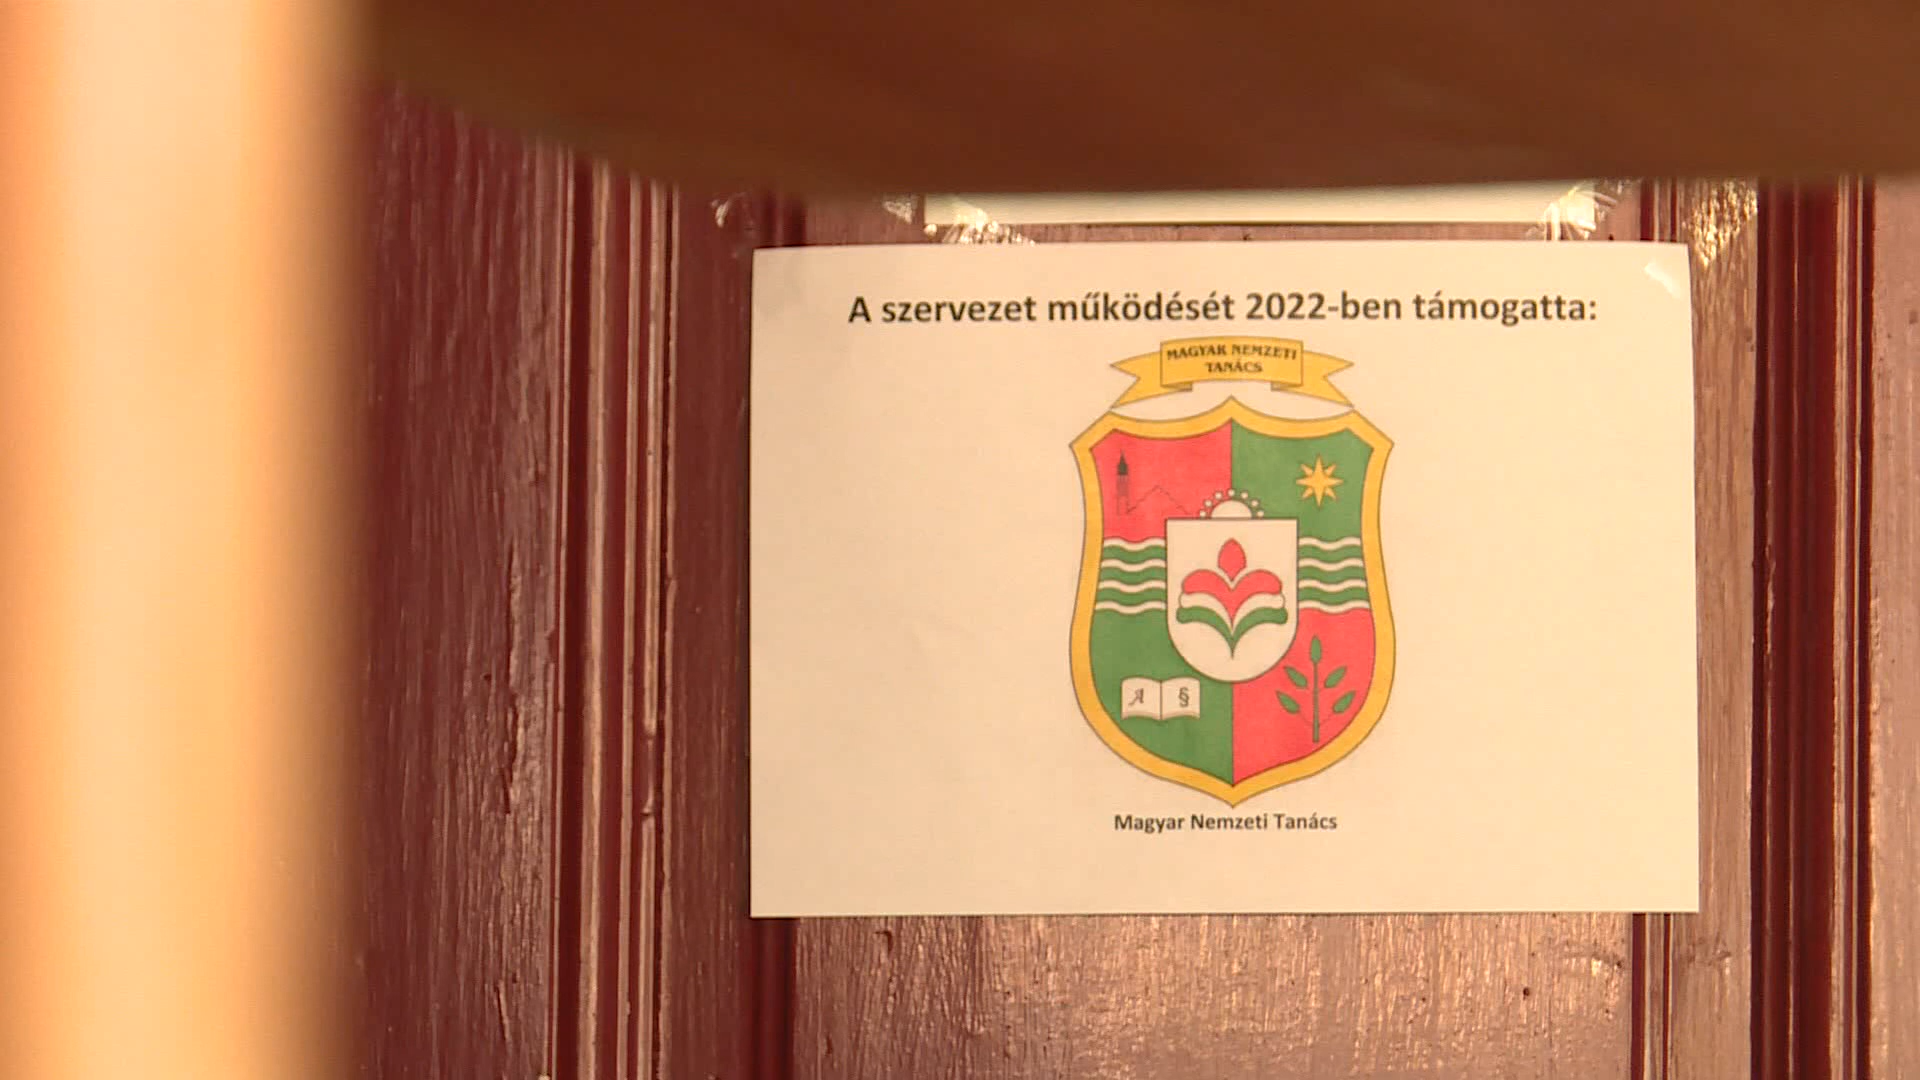 A szervezet működését 2022-ben támogatta:
MAGYAR NEMZETI
TANÁCS
A §
Magyar Nemzeti Tanács